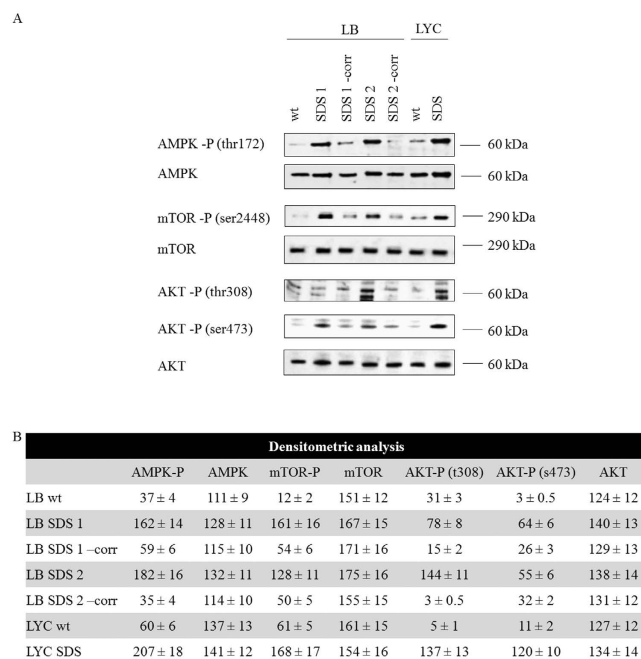 A
LB LYC
wt SDS 1 SDS 1 -corr SDS 2 SDS 2 -corr wt SDS
AMPK -P (thr172) 60 kDa
AMPK 60 kDa
mTOR -P (ser2448) 290 kDa
mTOR 290 kDa
AKT -P (thr308) 60 kDa
AKT -P (ser473) 60 kDa
AKT 60 kDa
B
Densitometric analysis
AMPK-P AMPK mTOR-P mTOR AKT-P (t308) AKT-P (s473) AKT
LB wt 37 ± 4 111 ± 9 12 ± 2 151 ± 12 31 ± 3 3 ± 0.5 124 ± 12
LB SDS 1 162 ± 14 128 ± 11 161 ± 16 167 ± 15 78 ± 8 64 ± 6 140 ± 13
LB SDS 1 –corr 59 ± 6 115 ± 10 54 ± 6 171 ± 16 15 ± 2 26 ± 3 129 ± 13
LB SDS 2 182 ± 16 132 ± 11 128 ± 11 175 ± 16 144 ± 11 55 ± 6 138 ± 14
LB SDS 2 –corr 35 ± 4 114 ± 10 50 ± 5 155 ± 15 3 ± 0.5 32 ± 2 131 ± 12
LYC wt 60 ± 6 137 ± 13 61 ± 5 161 ± 15 5 ± 1 11 ± 2 127 ± 12
LYC SDS 207 ± 18 141 ± 12 168 ± 17 154 ± 16 137 ± 13 120 ± 10 134 ± 14